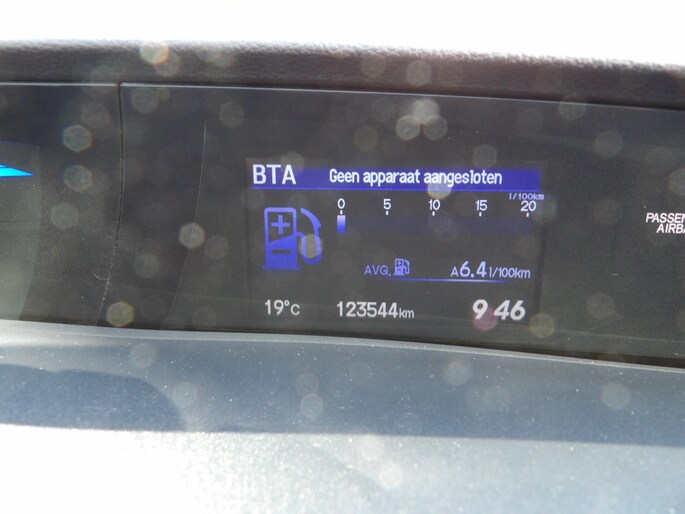 BTA Geen apparaat aangesloten
l/100km
0 5 10 15 20
AVG. A6.4 l/100km
19°C 123544km 9 46
PASSEN
AIRBA